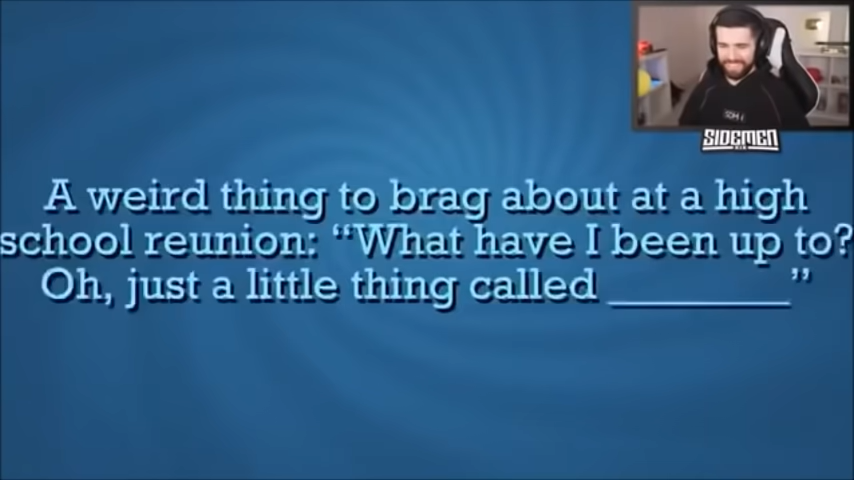 SIDEMEN
A weird thing to brag about at a high
school reunion: “What have I been up to?
Oh, just a little thing called ________”